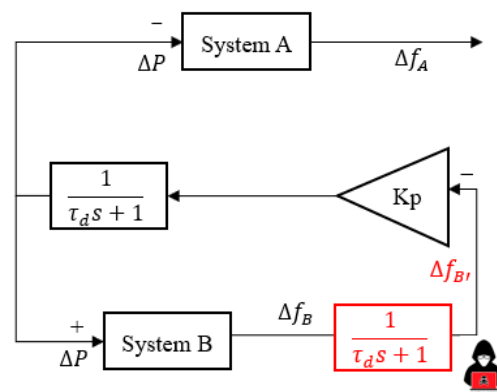 −
System A
ΔP
Δf_A
1
τ_d s + 1
Kp
−
Δf_B′
+
Δf_B
ΔP
System B
1
τ_d s + 1